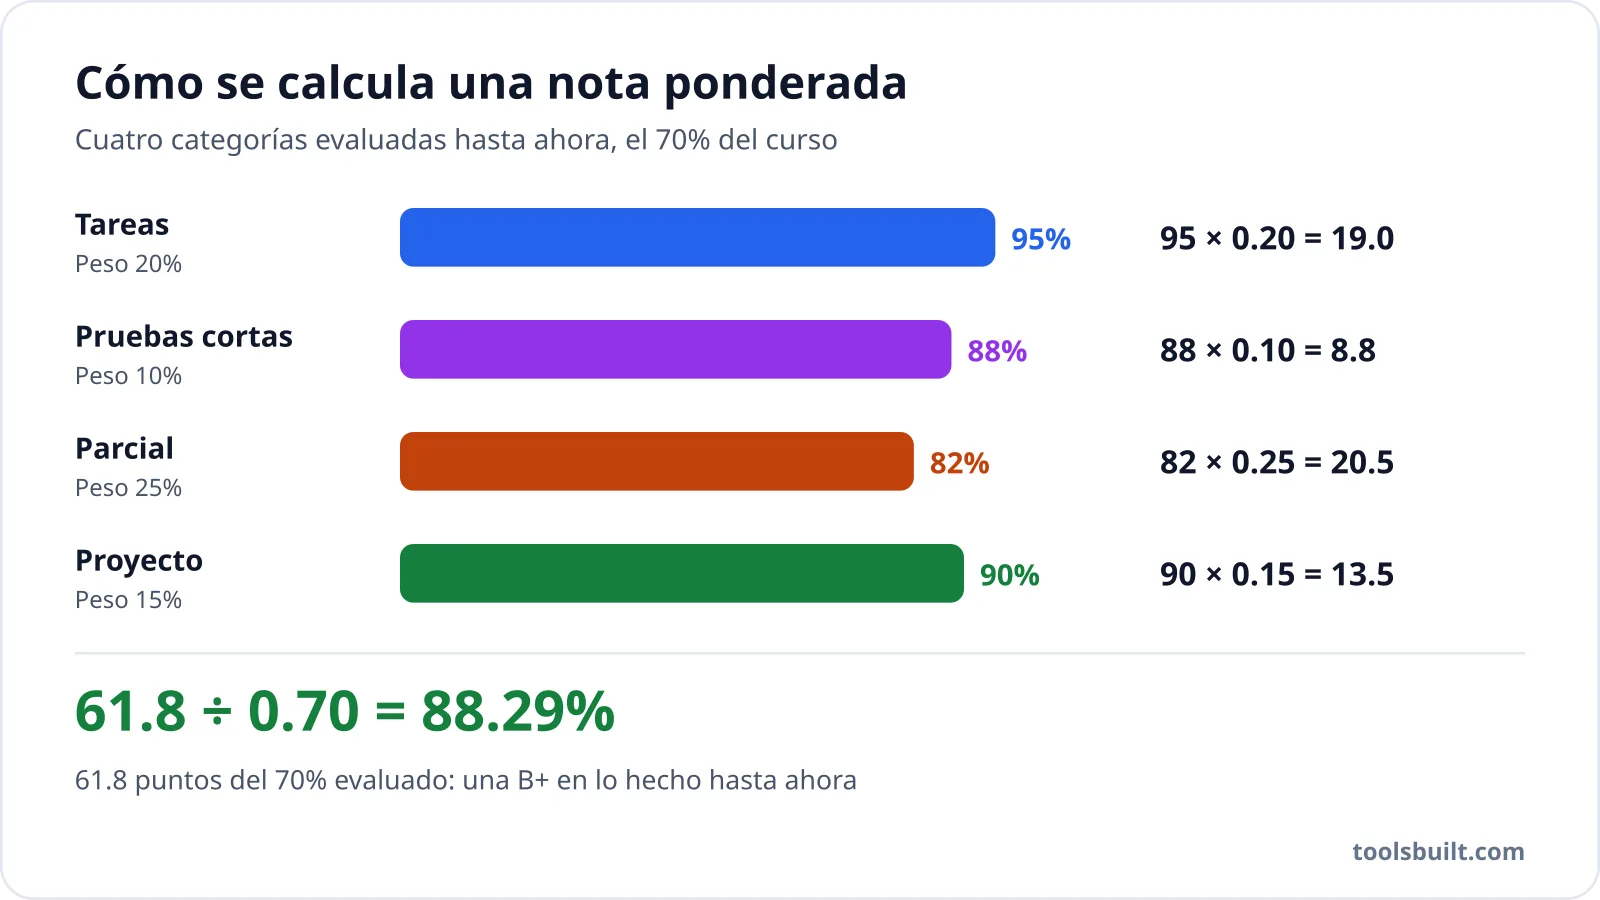 Cómo se calcula una nota ponderada
Cuatro categorías evaluadas hasta ahora, el 70% del curso
Tareas
Peso 20%
95%
95 × 0.20 = 19.0
Pruebas cortas
Peso 10%
88%
88 × 0.10 = 8.8
Parcial
Peso 25%
82%
82 × 0.25 = 20.5
Proyecto
Peso 15%
90%
90 × 0.15 = 13.5
61.8 ÷ 0.70 = 88.29%
61.8 puntos del 70% evaluado: una B+ en lo hecho hasta ahora
toolsbuilt.com